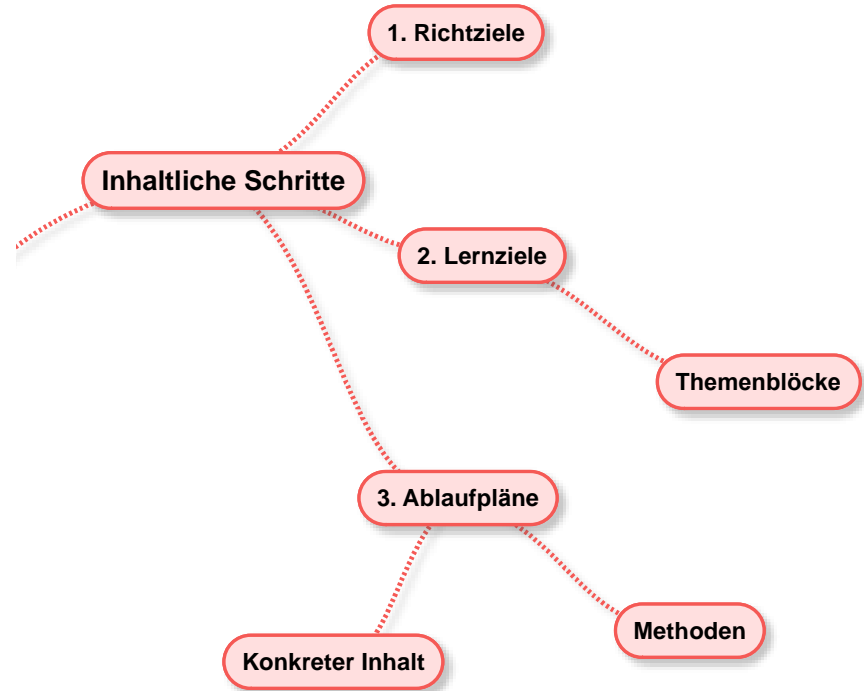 1. Richtziele
Inhaltliche Schritte
2. Lernziele
Themenblöcke
3. Ablaufpläne
Methoden
Konkreter Inhalt